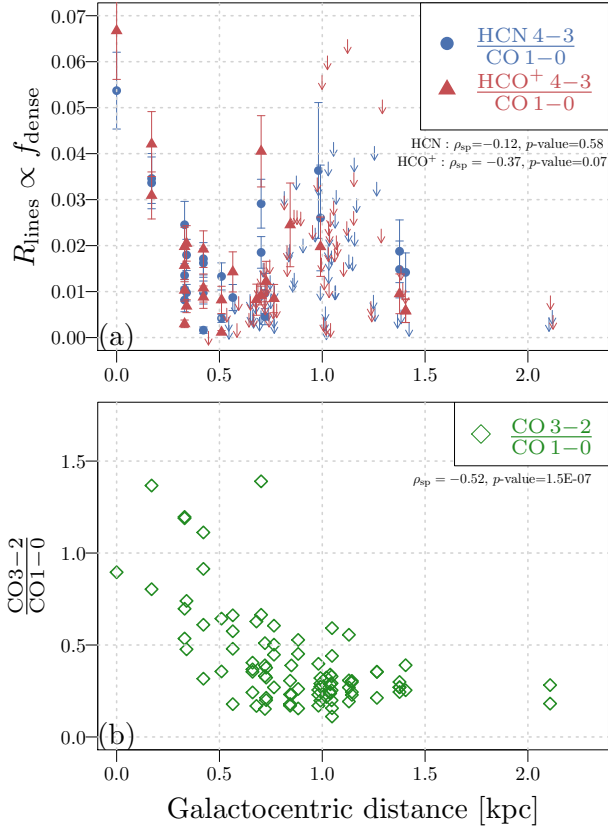 0.07
0.06
0.05
0.04
0.03
0.02
0.01
0.00
R_lines ∝ f_dense
HCN 4−3
CO 1−0
HCO⁺ 4−3
CO 1−0
HCN : ρ_sp=−0.12, p-value=0.58
HCO⁺ : ρ_sp = −0.37, p-value=0.07
(a)
0.0 0.5 1.0 1.5 2.0
1.5
1.0
0.5
0.0
CO3−2
CO1−0
CO 3−2
CO 1−0
ρ_sp = −0.52, p-value=1.5E-07
(b)
0.0 0.5 1.0 1.5 2.0
Galactocentric distance [kpc]